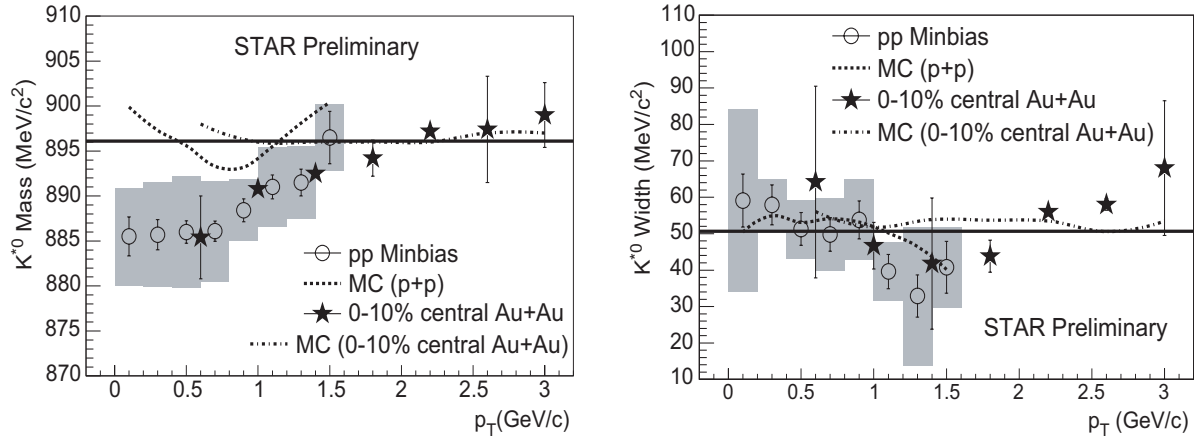 K*0 Mass (MeV/c2)
910
905
900
895
890
885
880
875
870
STAR Preliminary
pp Minbias
MC (p+p)
0-10% central Au+Au
MC (0-10% central Au+Au)
0 0.5 1 1.5 2 2.5 3
pT(GeV/c)
K*0 Width (MeV/c2)
110
100
90
80
70
60
50
40
30
20
10
pp Minbias
MC (p+p)
0-10% central Au+Au
MC (0-10% central Au+Au)
STAR Preliminary
0 0.5 1 1.5 2 2.5 3
pT(GeV/c)